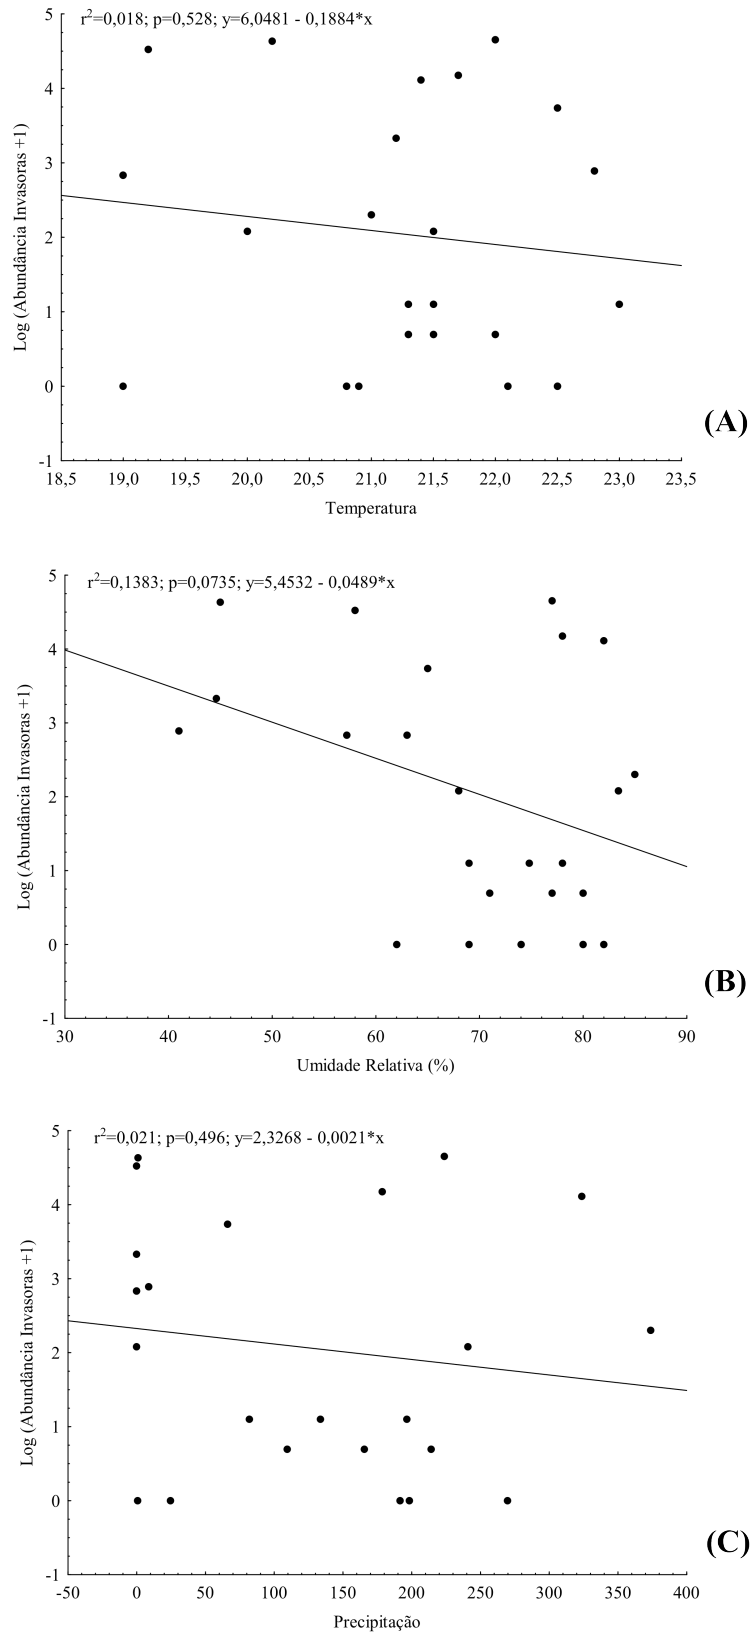 r²=0,018; p=0,528; y=6,0481 - 0,1884*x
5
4
3
2
1
0
-1
Log (Abundância Invasoras +1)
18,5 19,0 19,5 20,0 20,5 21,0 21,5 22,0 22,5 23,0 23,5
Temperatura
(A)
r²=0,1383; p=0,0735; y=5,4532 - 0,0489*x
5
4
3
2
1
0
-1
Log (Abundância Invasoras +1)
30 40 50 60 70 80 90
Umidade Relativa (%)
(B)
r²=0,021; p=0,496; y=2,3268 - 0,0021*x
5
4
3
2
1
0
-1
Log (Abundância Invasoras +1)
-50 0 50 100 150 200 250 300 350 400
Precipitação
(C)